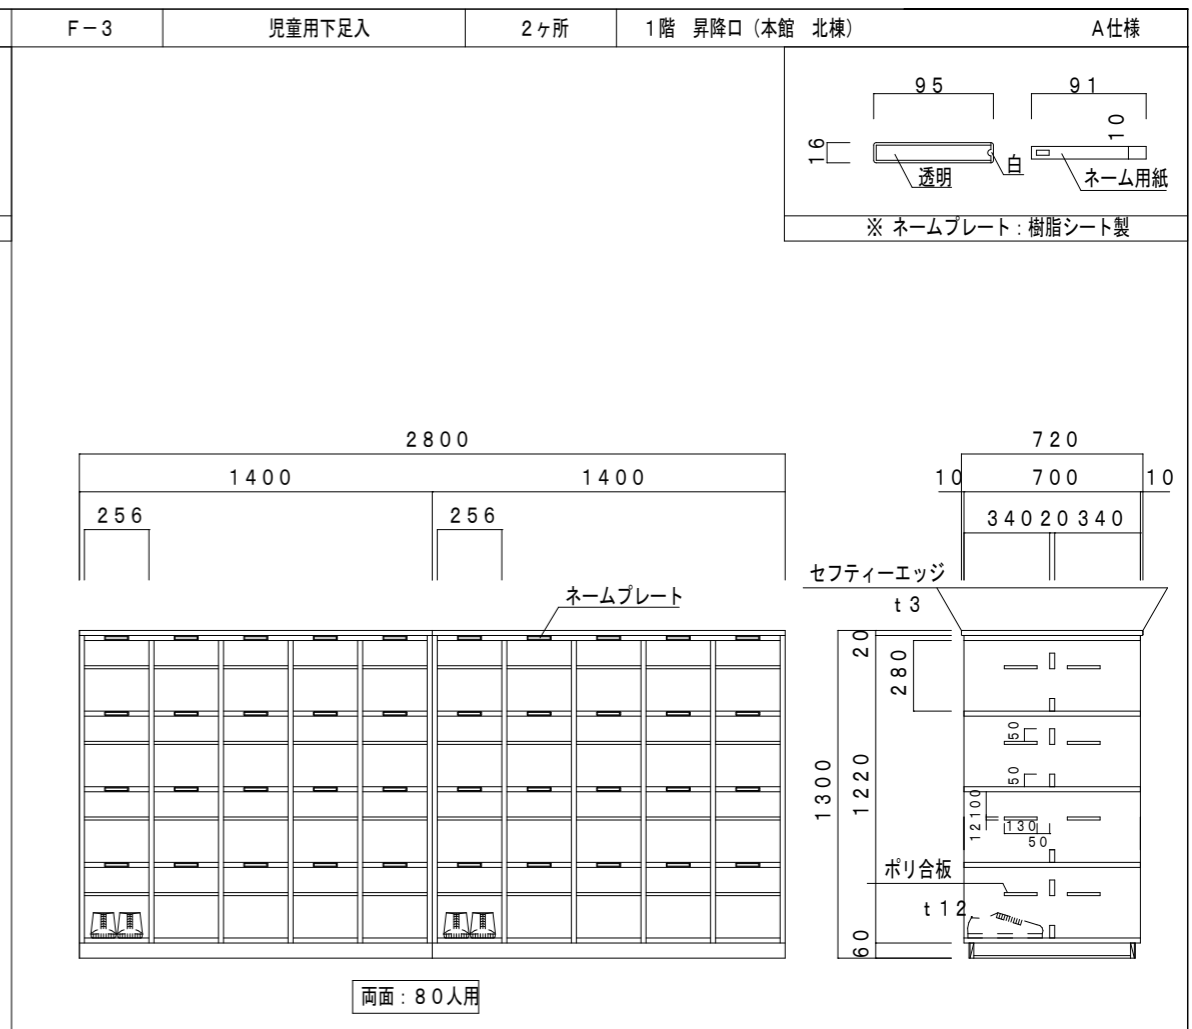 F－3 児童用下足入 2ヶ所 1階 昇降口（本館 北棟） A仕様
95 91
10
16
透明 白 ネーム用紙
※ ネームプレート：樹脂シート製
2800 720
1400 1400 10 700 10
256 256 340 20 340
セフティーエッジ
ネームプレート t3
20
280
50
1300 1220 50
12 100 130
50
ポリ合板
t12
60
両面：80人用